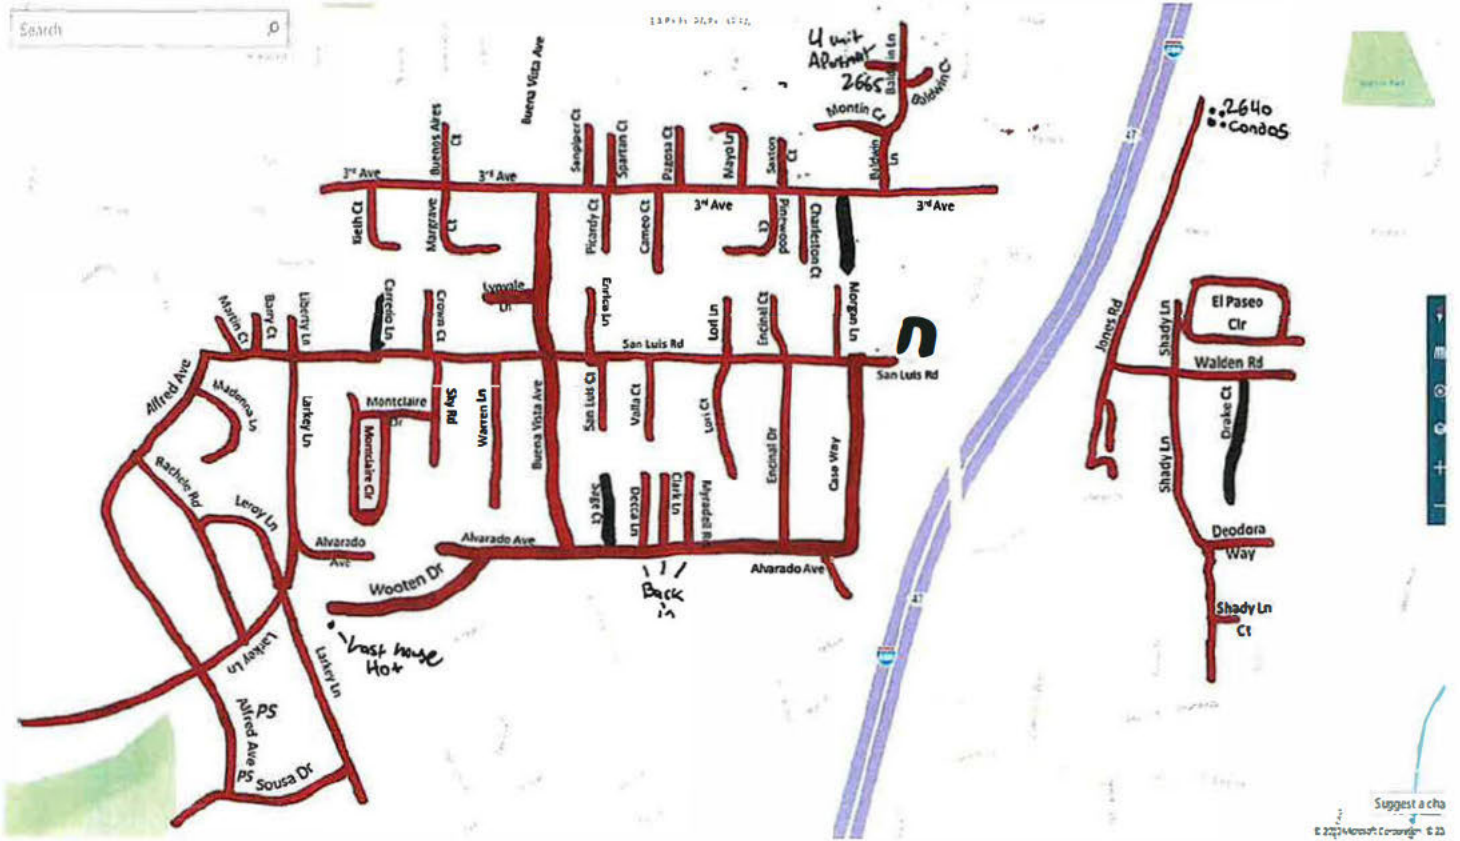 Search
Buena Vista Ave
4 unit
Apartment
2665
Baldwin Ln
Baldwin Ct
Montin Ct
2640
Condos
Buenos Aires
Ct
Sanpiper Ct
Spartan Ct
Pagosa Ct
Mayo Ln
Saxton
Ct
Baldwin
Ln
47
3rd Ave
3rd Ave
3rd Ave
3rd Ave
Kieth Ct
Margrave
Ct
Picardy Ct
Cameo Ct
Pinewood
Ct
Charleston Ct
Martin Ct
Barry Ct
Liberty Ln
Carrerio Ln
Crown Ct
Lynvale
Enrica Ln
Lori Ln
Encinal Ct
Morgan Ln
n
Jones Rd
Shady Ln
El Paseo
Cir
San Luis Rd
San Luis Rd
Walden Rd
Alfred Ave
Madonna Ln
Larkey Ln
Montclaire
Dr
Montclaire Cir
Sky Rd
Warren Ln
Buena Vista Ave
San Luis Ct
Valla Ct
Lori Ct
Encinal Dr
Caso Way
Shady Ln
Drake Ct
Rachele Rd
Leroy Ln
Sage Ct
Decca Ln
Clark Ln
Myradell Rd
Alvarado
Ave
Alvarado Ave
Alvarado Ave
Deodora
Way
Wooten Dr
Back
in
47
Shady Ln
Ct
Last house
Hot
Larkey Ln
Larkey Ln
PS
Alfred Ave
PS
Sousa Dr
Suggest a cha